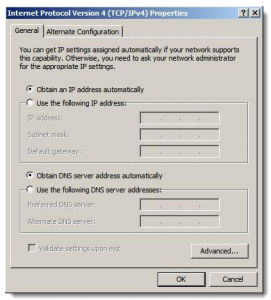 Internet Protocol Version 4 (TCP/IPv4) Properties
General
Alternate Configuration
You can get IP settings assigned automatically if your network supports
this capability. Otherwise, you need to ask your network administrator
for the appropriate IP settings.
Obtain an IP address automatically
Use the following IP address:
IP address:
Subnet mask:
Default gateway:
Obtain DNS server address automatically
Use the following DNS server addresses:
Preferred DNS server:
Alternate DNS server:
Validate settings upon exit
Advanced...
OK
Cancel